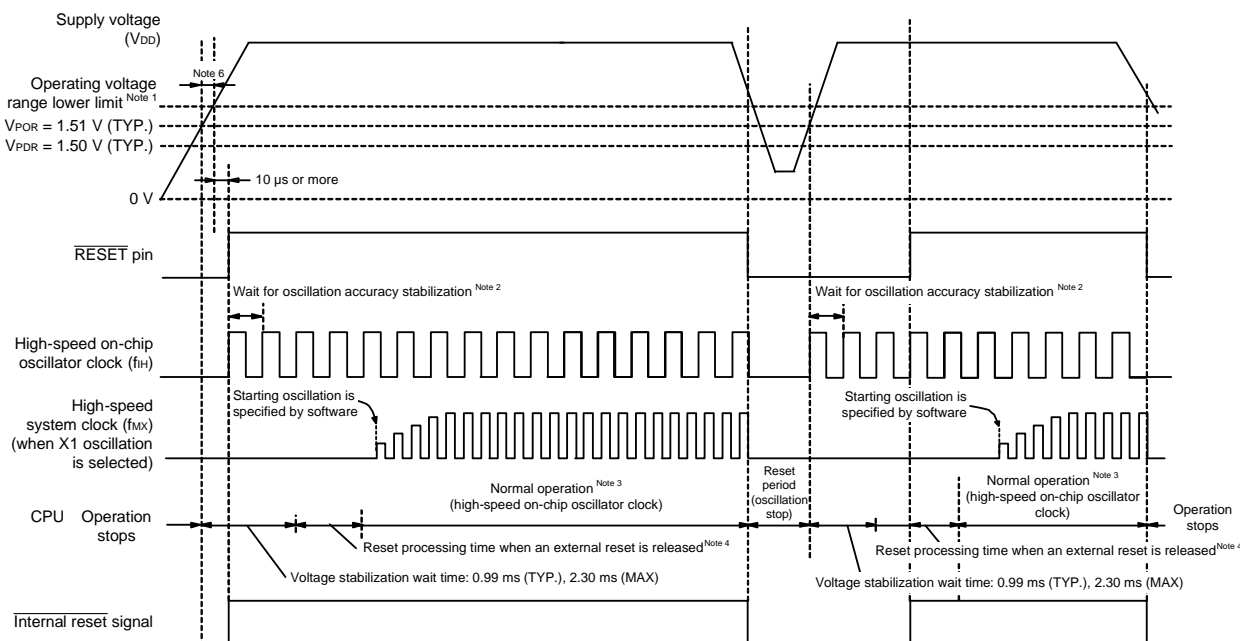 Supply voltage
(VDD)
Note 6
Operating voltage
range lower limit Note 1
VPOR = 1.51 V (TYP.)
VPDR = 1.50 V (TYP.)
10 µs or more
0 V
RESET pin
Wait for oscillation accuracy stabilization Note 2
Wait for oscillation accuracy stabilization Note 2
High-speed on-chip
oscillator clock (fIH)
Starting oscillation is
specified by software
Starting oscillation is
specified by software
High-speed
system clock (fMX)
(when X1 oscillation
is selected)
Reset
period
(oscillation
stop)
Normal operation Note 3
(high-speed on-chip oscillator clock)
Normal operation Note 3
(high-speed on-chip oscillator
clock)
CPU Operation
stops
Operation
stops
Reset processing time when an external reset is released Note 4
Reset processing time when an external reset is released Note 4
Voltage stabilization wait time: 0.99 ms (TYP.), 2.30 ms (MAX)
Voltage stabilization wait time: 0.99 ms (TYP.), 2.30 ms (MAX)
Internal reset signal